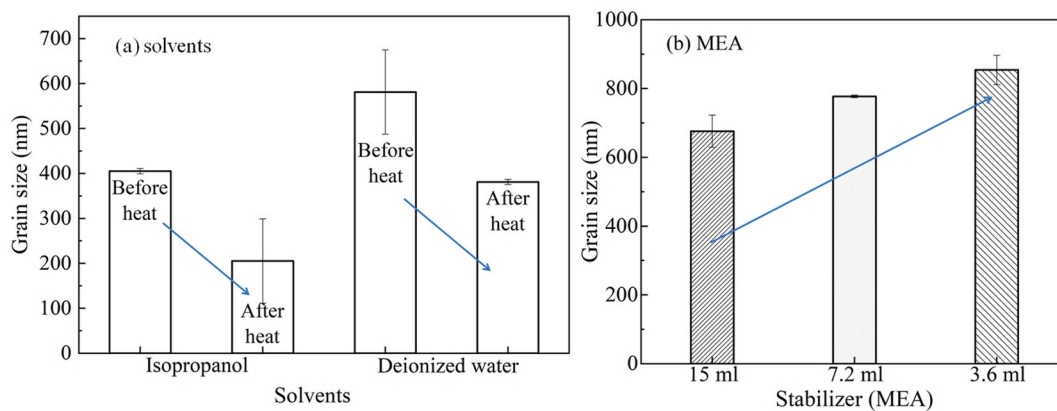 (a) solvents
Grain size (nm)
700
600
500
400
300
200
100
0
Before
heat
After
heat
Before
heat
After
heat
Isopropanol
Deionized water
Solvents
(b) MEA
Grain size (nm)
1000
800
600
400
200
0
15 ml
7.2 ml
3.6 ml
Stabilizer (MEA)